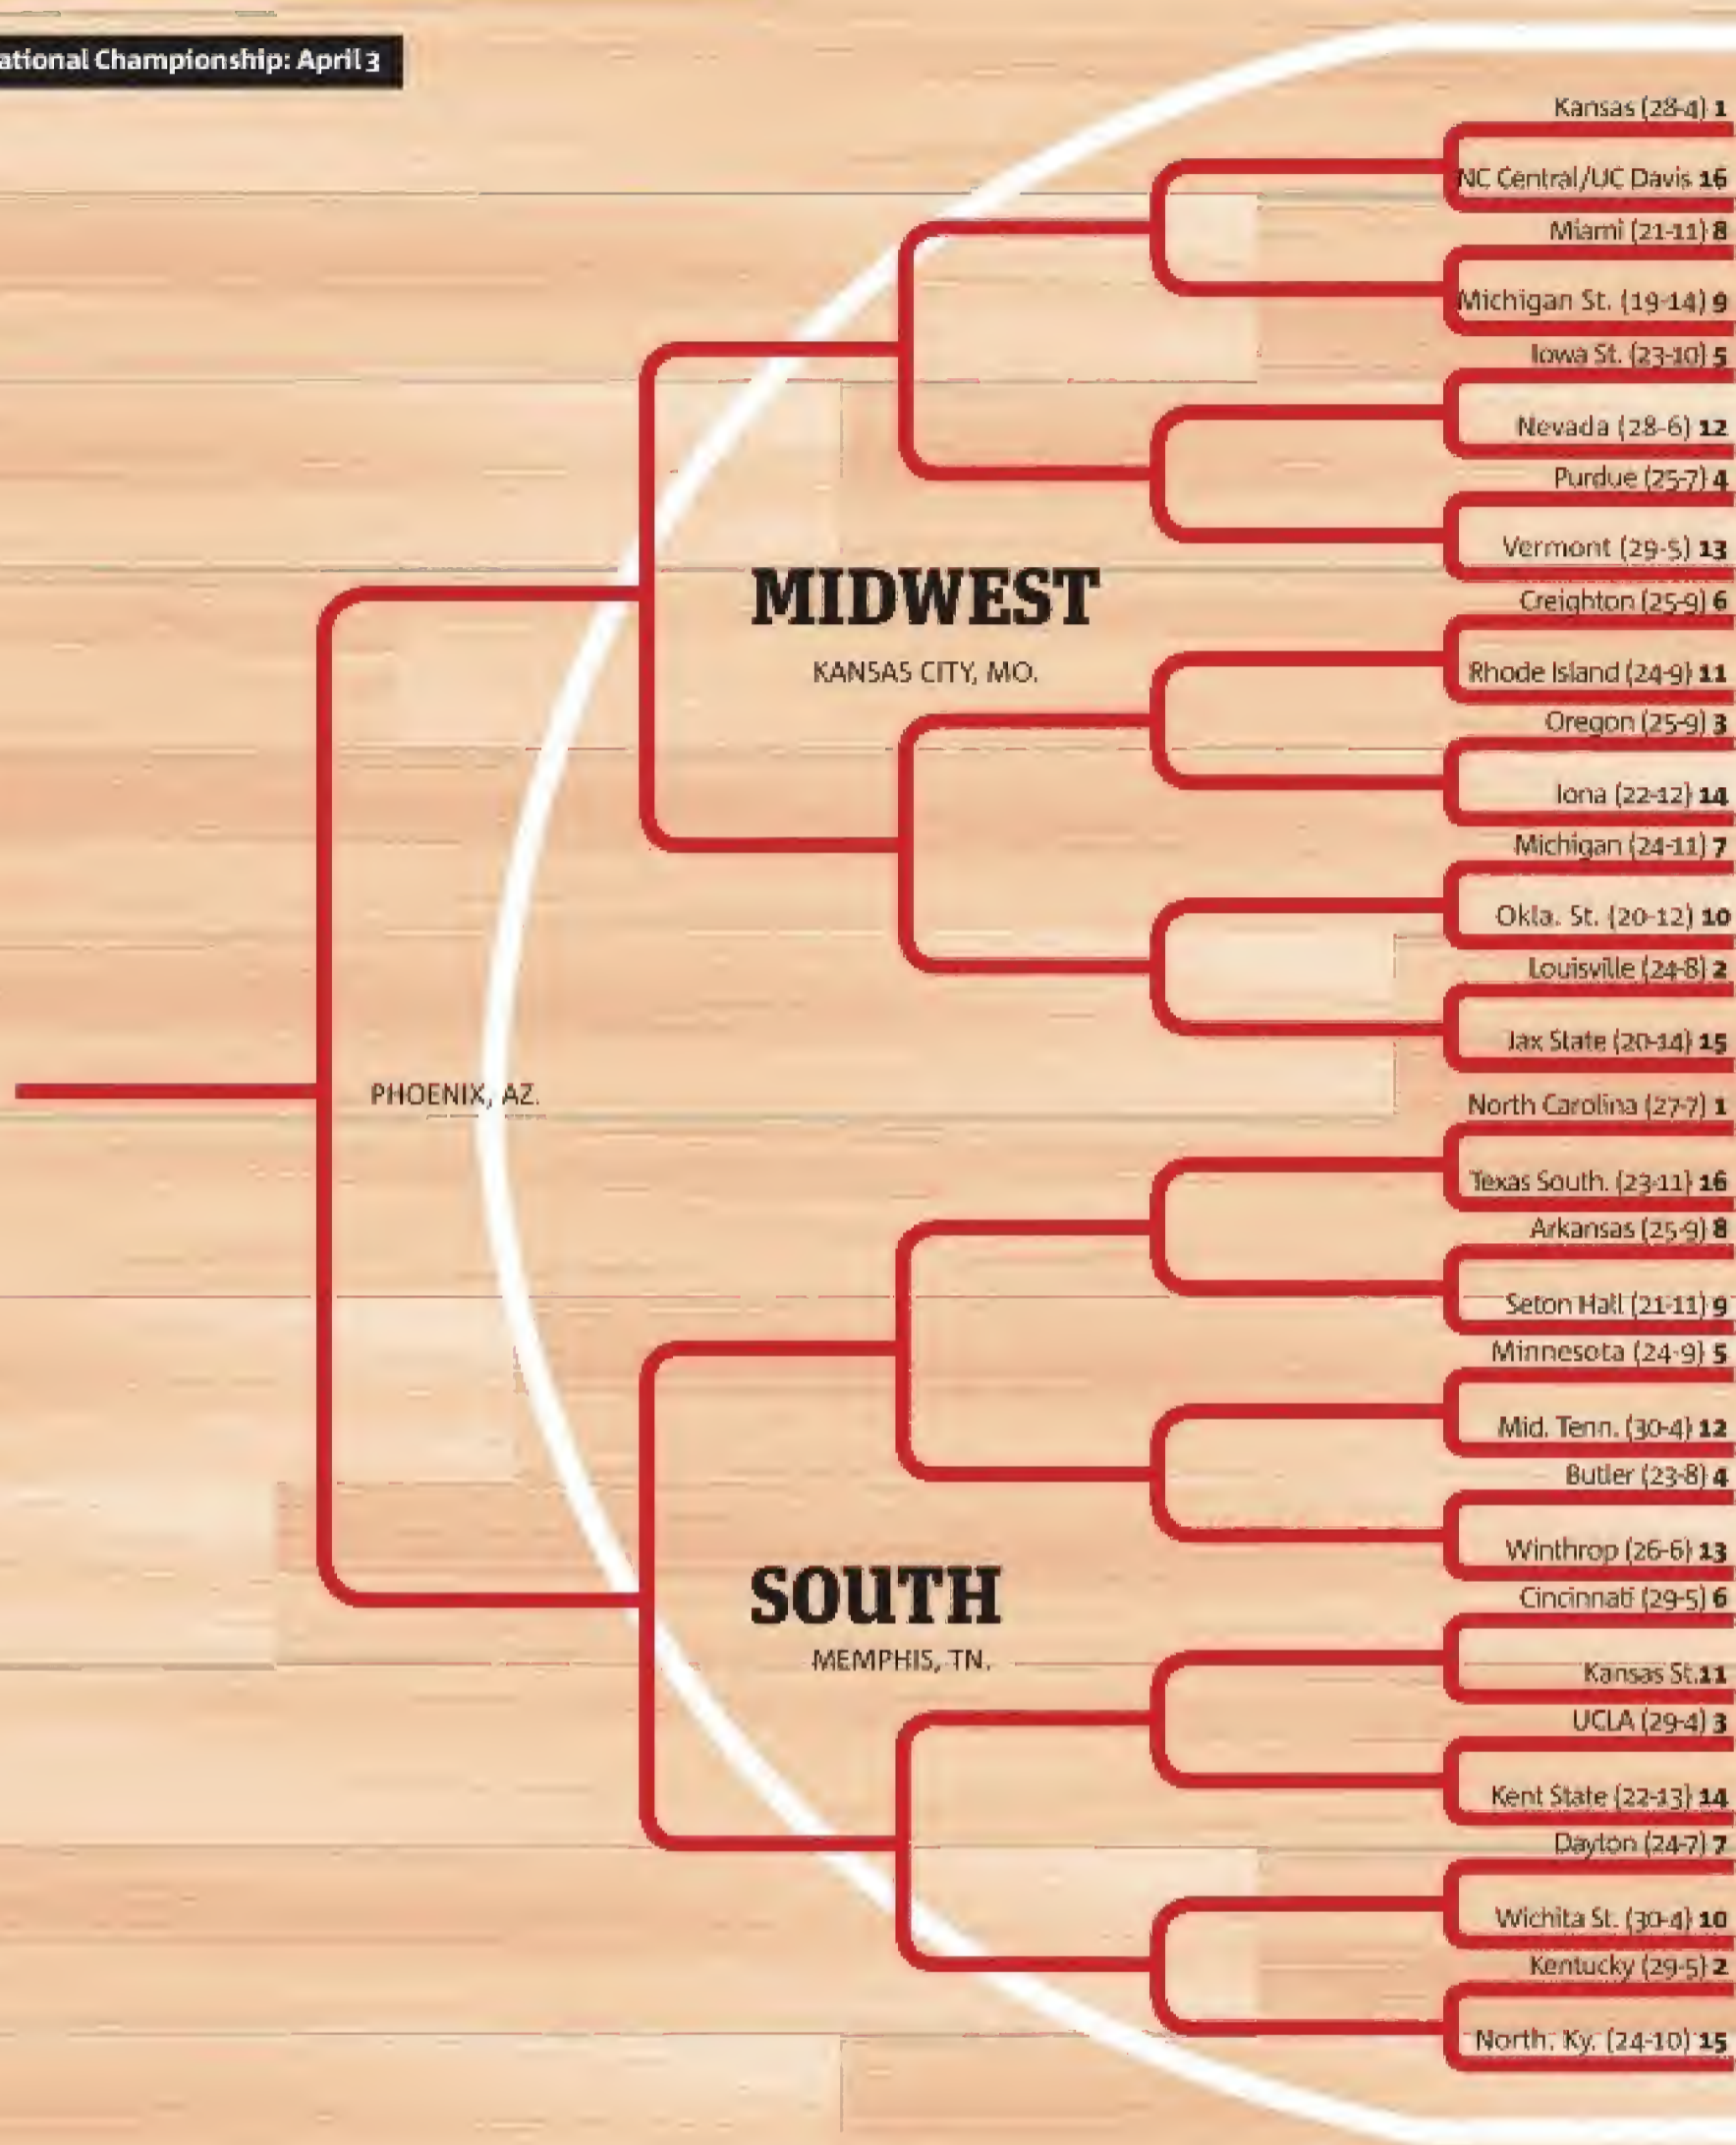 ational Championship: April 3
Kansas (28-4) 1
NC Central/UC Davis 16
Miami (21-11) 8
Michigan St. (19-14) 9
Iowa St. (23-10) 5
Nevada (28-6) 12
Purdue (25-7) 4
Vermont (29-5) 13
MIDWEST
KANSAS CITY, MO.
Creighton (25-9) 6
Rhode Island (24-9) 11
Oregon (25-9) 3
Iona (22-12) 14
Michigan (24-11) 7
Okla. St. (20-12) 10
Louisville (24-8) 2
Jax State (20-14) 15
PHOENIX, AZ.
North Carolina (27-7) 1
Texas South. (23-11) 16
Arkansas (25-9) 8
Seton Hall (21-11) 9
Minnesota (24-9) 5
Mid. Tenn. (30-4) 12
Butler (23-8) 4
Winthrop (26-6) 13
SOUTH
MEMPHIS, TN.
Cincinnati (29-5) 6
Kansas St.11
UCLA (29-4) 3
Kent State (22-13) 14
Dayton (24-7) 7
Wichita St. (30-4) 10
Kentucky (29-5) 2
North. Ky. (24-10) 15